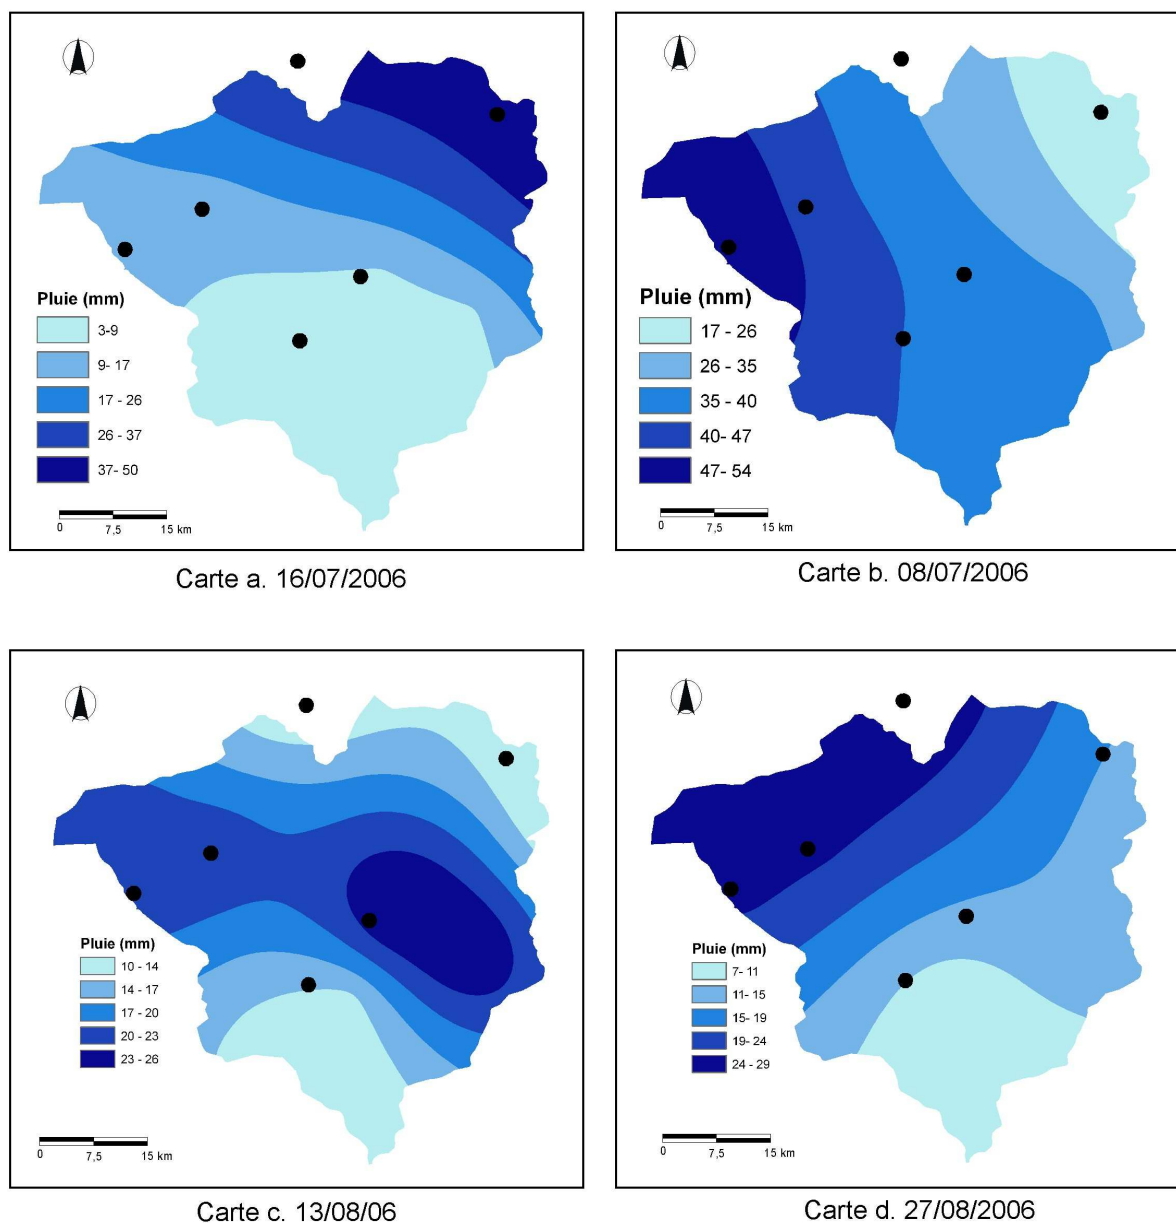 Pluie (mm)
3-9
9- 17
17 - 26
26 - 37
37- 50
0 7,5 15 km
Carte a. 16/07/2006
Pluie (mm)
17 - 26
26 - 35
35 - 40
40- 47
47- 54
0 7,5 15 km
Carte b. 08/07/2006
Pluie (mm)
10 - 14
14 - 17
17 - 20
20 - 23
23 - 26
0 7,5 15 km
Carte c. 13/08/06
Pluie (mm)
7- 11
11- 15
15- 19
19- 24
24 - 29
0 7,5 15 km
Carte d. 27/08/2006